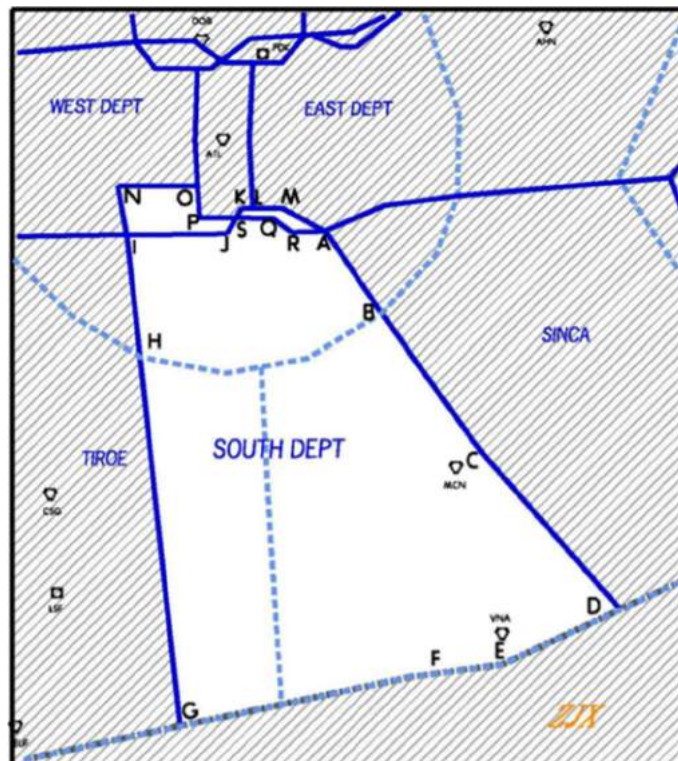 DOB
PDK
AHN
WEST DEPT
EAST DEPT
ATL
N O K L M
P S Q
I J R A
B
H
SINCA
SOUTH DEPT
TIROE
C
MCN
CSG
LSF
D
VNA
F E
G
ZJX